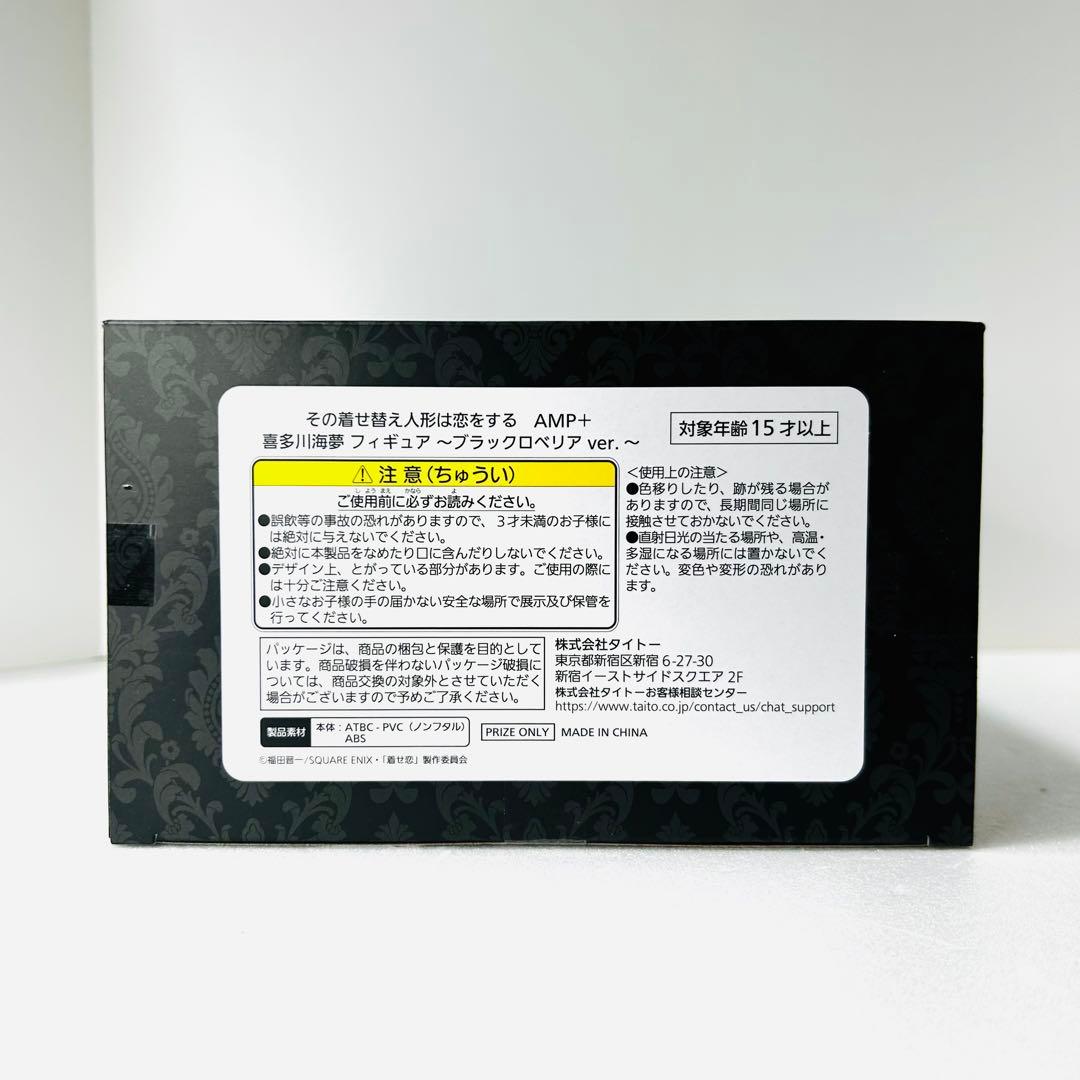 その着せ替え人形は恋をする　AMP＋
喜多川海夢 フィギュア ～ブラックロベリア ver. ～
対象年齢 15 才以上
⚠ 注 意（ちゅうい）
しようまえ かなら よ
ご使用前に必ずお読みください。
●誤飲等の事故の恐れがありますので、３才未満のお子様に
は絶対に与えないでください。
●絶対に本製品をなめたり口に含んだりしないでください。
●デザイン上、とがっている部分があります。ご使用の際に
は十分ご注意ください。
●小さなお子様の手の届かない安全な場所で展示及び保管を
行ってください。
＜使用上の注意＞
●色移りしたり、跡が残る場合が
ありますので、長期間同じ場所に
接触させておかないでください。
●直射日光の当たる場所や、高温・
多湿になる場所には置かないでく
ださい。変色や変形の恐れがあり
ます。
パッケージは、商品の梱包と保護を目的として
います。商品破損を伴わないパッケージ破損に
ついては、商品交換の対象外とさせていただく
場合がございますので予めご了承ください。
株式会社タイトー
東京都新宿区新宿 6-27-30
新宿イーストサイドスクエア 2F
株式会社タイトーお客様相談センター
https://www.taito.co.jp/contact_us/chat_support
製品素材
本体：ATBC - PVC（ノンフタル）
ABS
PRIZE ONLY
MADE IN CHINA
©福田晋一/SQUARE ENIX・「着せ恋」製作委員会